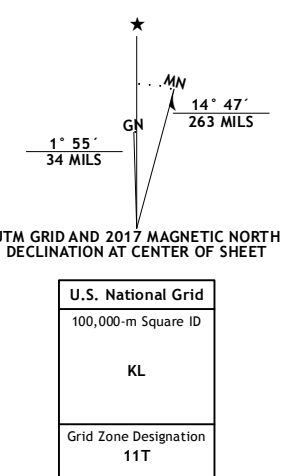 ★
MN
14° 47´
263 MILS
GN
1° 55´
34 MILS
UTM GRID AND 2017 MAGNETIC NORTH
DECLINATION AT CENTER OF SHEET
U.S. National Grid
100,000-m Square ID
KL
Grid Zone Designation
11T